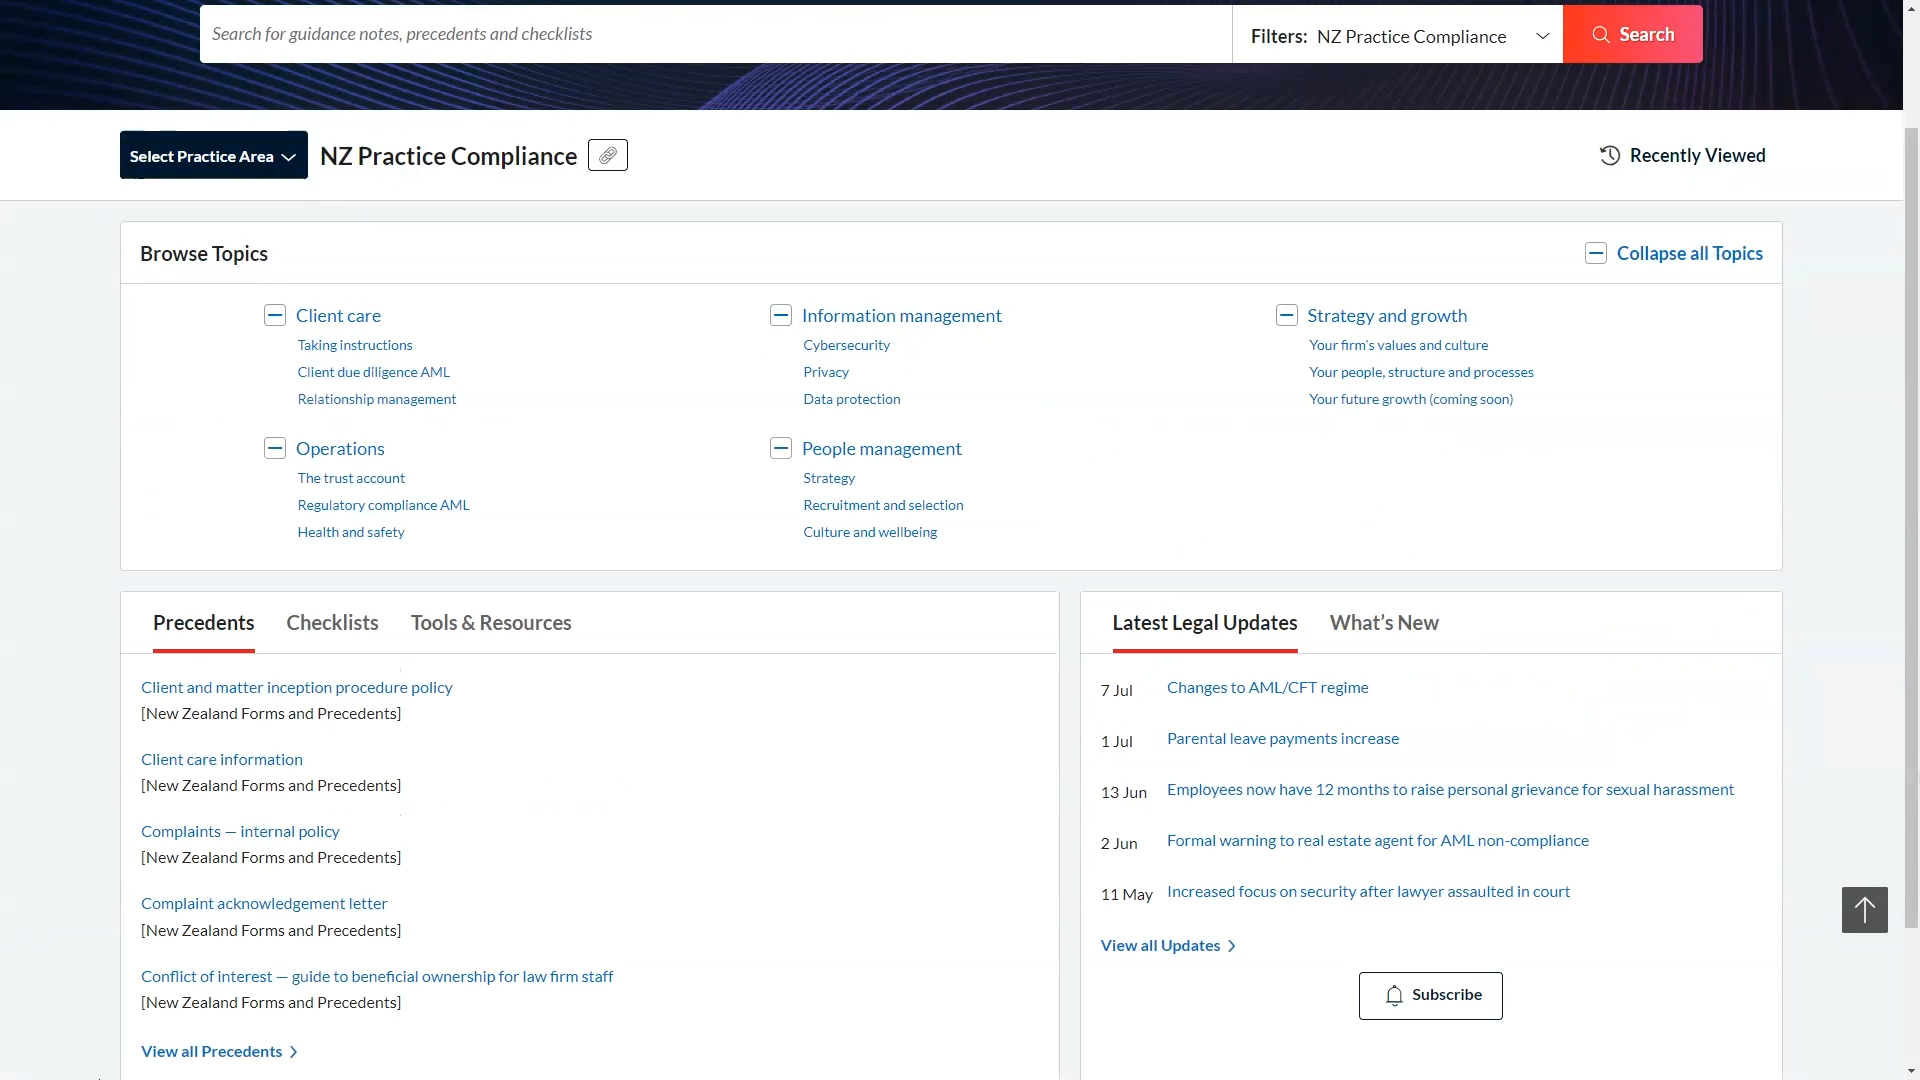 Search for guidance notes, precedents and checklists
Filters: NZ Practice Compliance
Search
Select Practice Area
NZ Practice Compliance
Recently Viewed
Browse Topics
Collapse all Topics
Client care
Taking instructions
Client due diligence AML
Relationship management
Information management
Cybersecurity
Privacy
Data protection
Strategy and growth
Your firm's values and culture
Your people, structure and processes
Your future growth (coming soon)
Operations
The trust account
Regulatory compliance AML
Health and safety
People management
Strategy
Recruitment and selection
Culture and wellbeing
Precedents
Checklists
Tools & Resources
Client and matter inception procedure policy
[New Zealand Forms and Precedents]
Client care information
[New Zealand Forms and Precedents]
Complaints — internal policy
[New Zealand Forms and Precedents]
Complaint acknowledgement letter
[New Zealand Forms and Precedents]
Conflict of interest — guide to beneficial ownership for law firm staff
[New Zealand Forms and Precedents]
View all Precedents
Latest Legal Updates
What's New
7 Jul Changes to AML/CFT regime
1 Jul Parental leave payments increase
13 Jun Employees now have 12 months to raise personal grievance for sexual harassment
2 Jun Formal warning to real estate agent for AML non-compliance
11 May Increased focus on security after lawyer assaulted in court
View all Updates
Subscribe